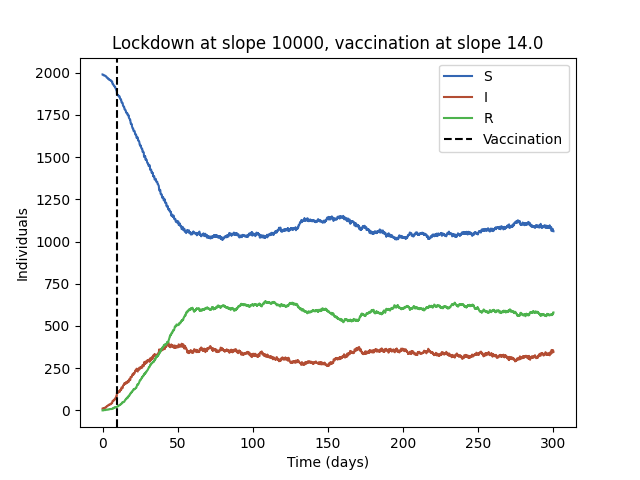 Lockdown at slope 10000, vaccination at slope 14.0
S
I
R
Vaccination
Individuals
2000
1750
1500
1250
1000
750
500
250
0
0
50
100
150
200
250
300
Time (days)